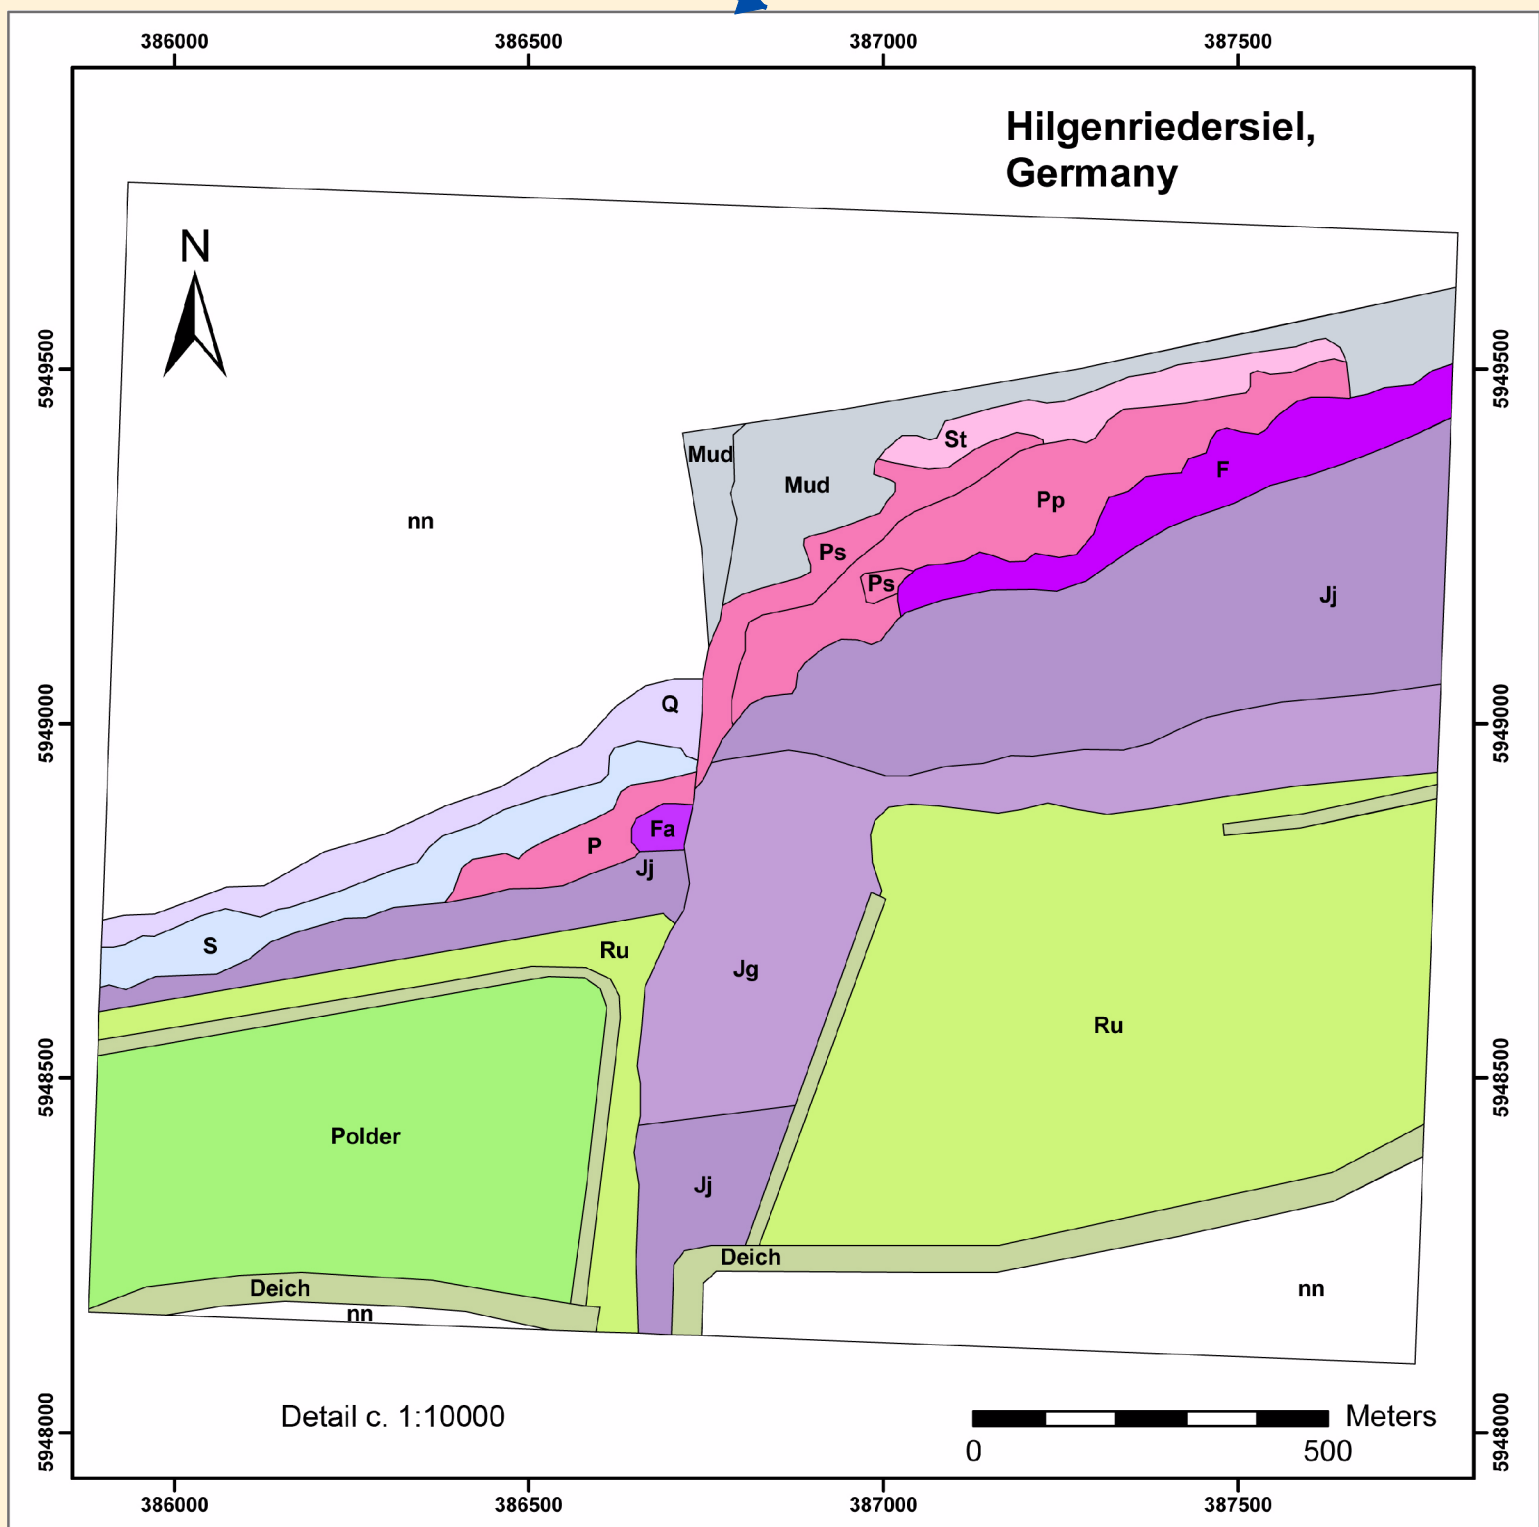 386000 386500 387000 387500
Hilgenriedersiel,
Germany
N
5949500 5949500
St
Mud
F
Mud
Pp
nn
Ps
Ps
Jj
Q
5949000 5949000
Fa
P
Jj
S
Ru
Jg
Ru
5948500 5948500
Polder
Jj
Deich
Deich
nn
nn
Detail c. 1:10000
Meters
0 500
5948000 5948000
386000 386500 387000 387500